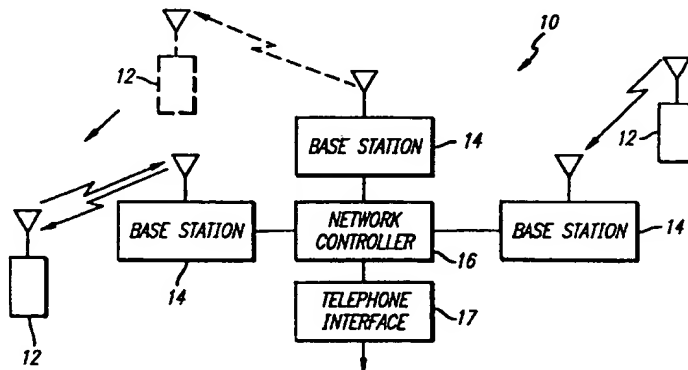 10
12
12
BASE STATION
14
BASE STATION
14
NETWORK
CONTROLLER
16
BASE STATION
14
TELEPHONE
INTERFACE
17
12